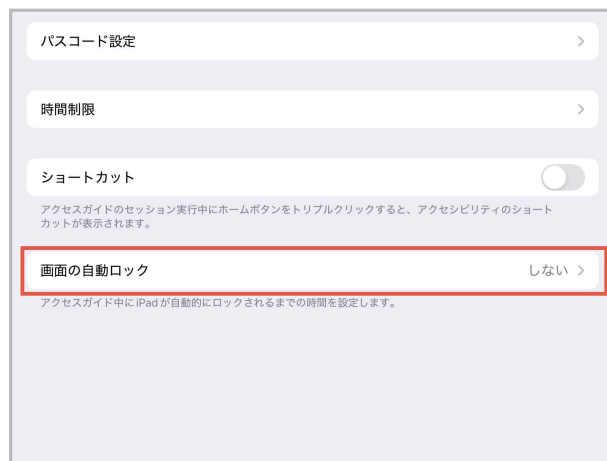 パスコード設定
時間制限
ショートカット
アクセスガイドのセッション実行中にホームボタンをトリプルクリックすると、アクセシビリティのショート
カットが表示されます。
画面の自動ロック しない
アクセスガイド中にiPadが自動的にロックされるまでの時間を設定します。